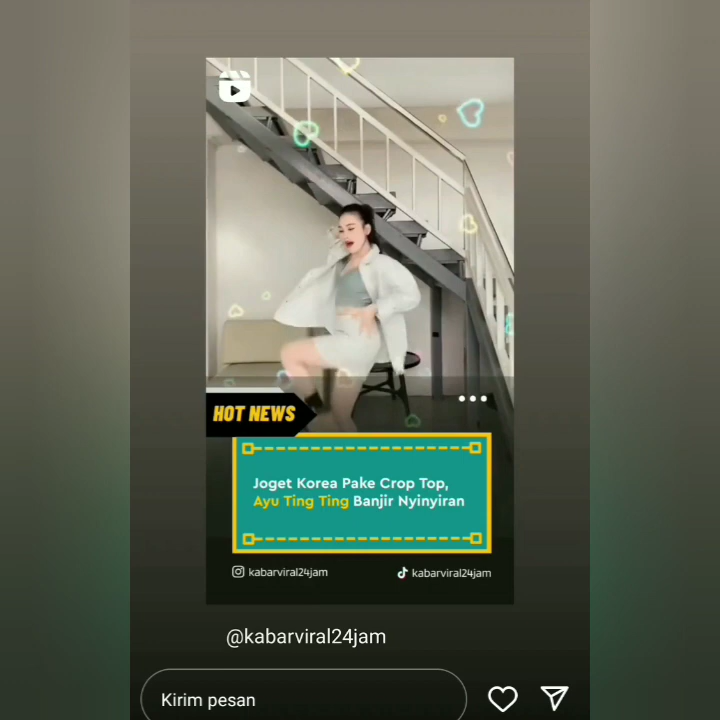 HOT NEWS
Joget Korea Pake Crop Top,
Ayu Ting Ting Banjir Nyinyiran
kabarviral24jam
kabarviral24jam
@kabarviral24jam
Kirim pesan